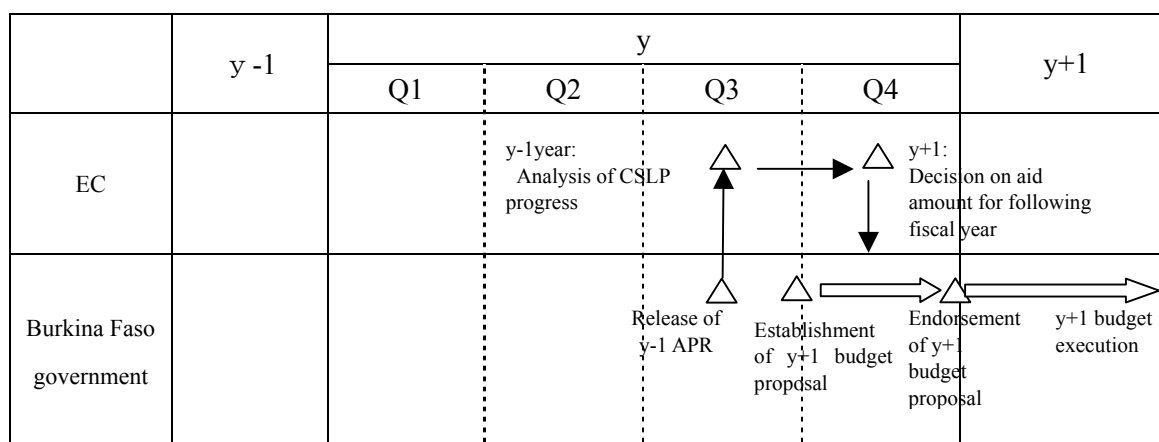 y -1
y
y+1
Q1
Q2
Q3
Q4
EC
y-1year:
Analysis of CSLP
progress
y+1:
Decision on aid
amount for following
fiscal year
Burkina Faso
government
Release of
y-1 APR
Establishment
of y+1 budget
proposal
Endorsement
of y+1
budget
proposal
y+1 budget
execution